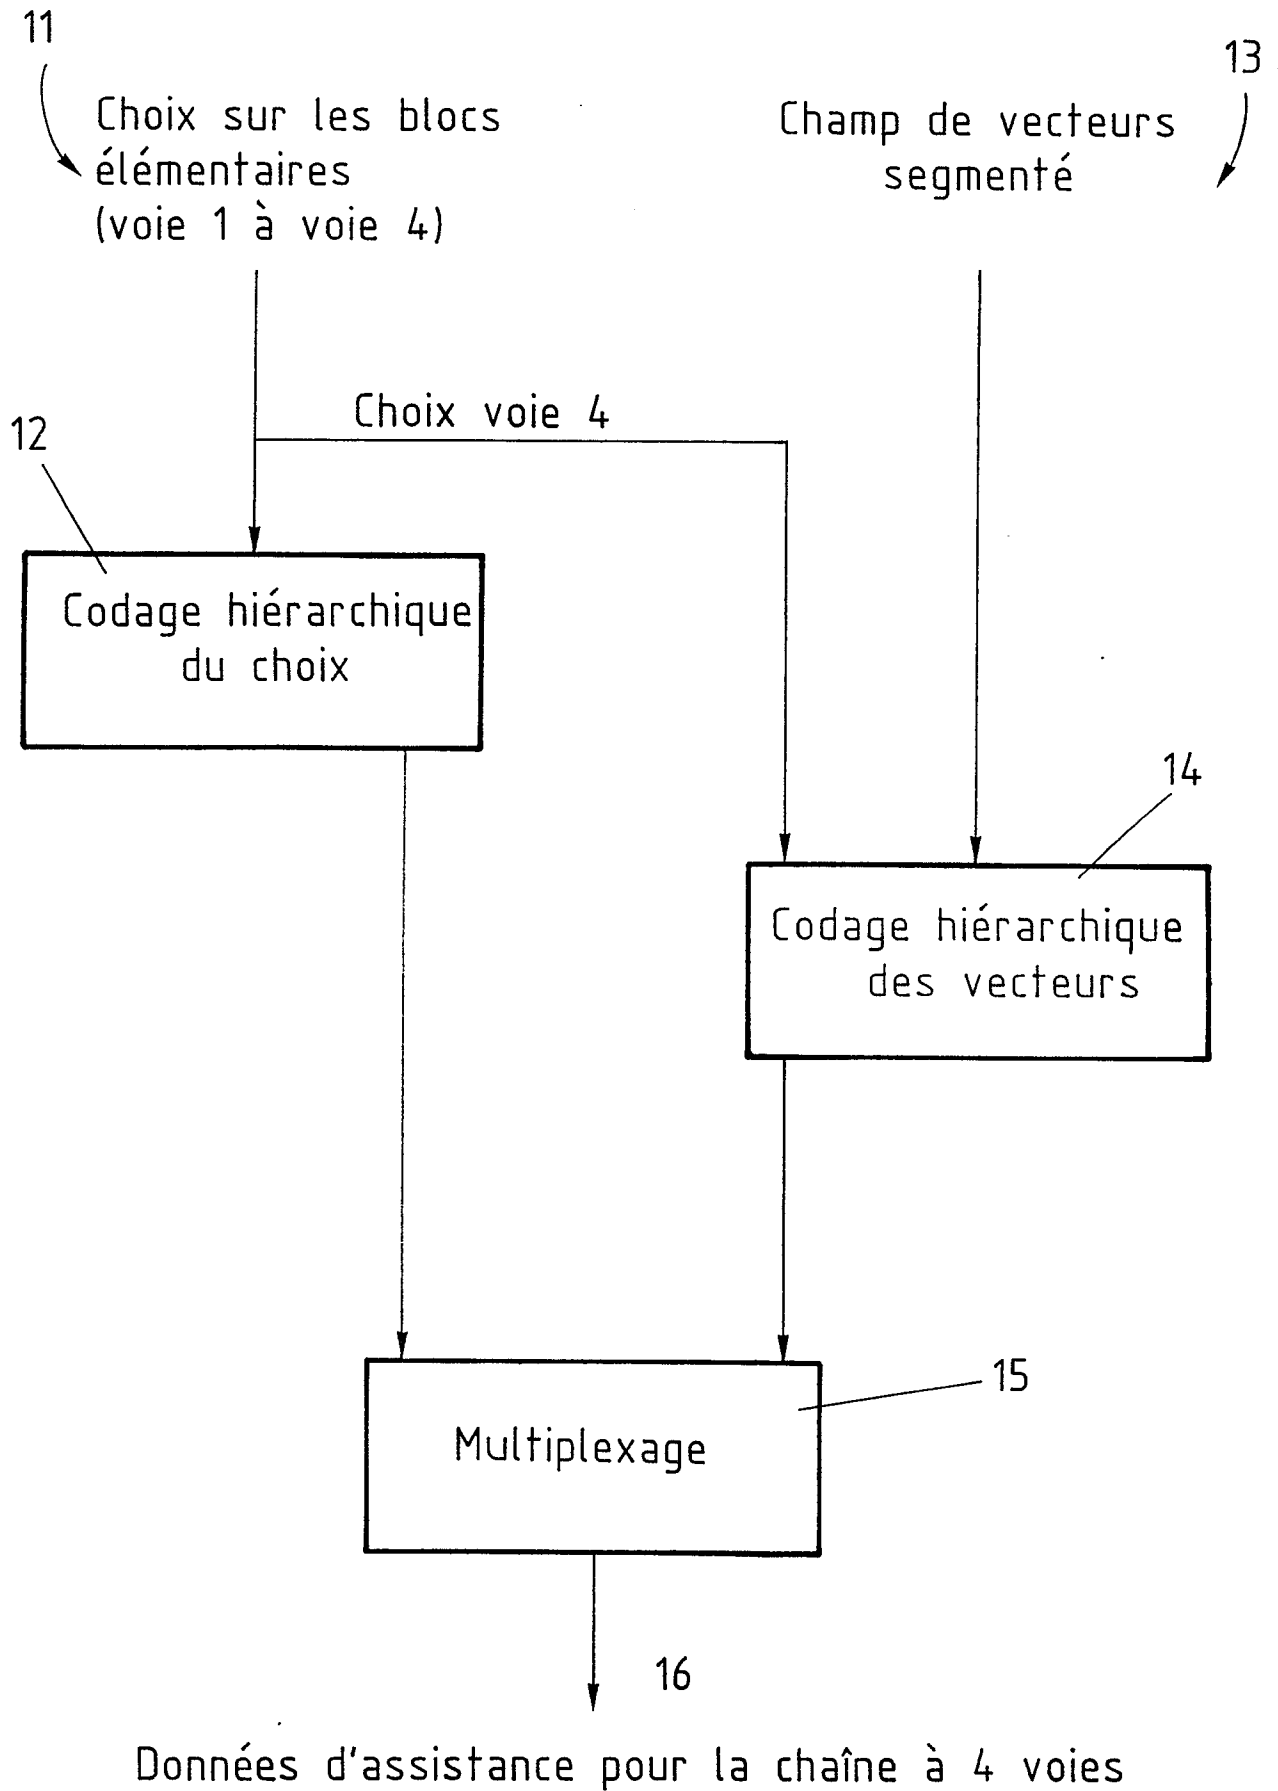 11
Choix sur les blocs
élémentaires
(voie 1 à voie 4)
13
Champ de vecteurs
segmenté
Choix voie 4
12
Codage hiérarchique
du choix
14
Codage hiérarchique
des vecteurs
15
Multiplexage
16
Données d'assistance pour la chaîne à 4 voies